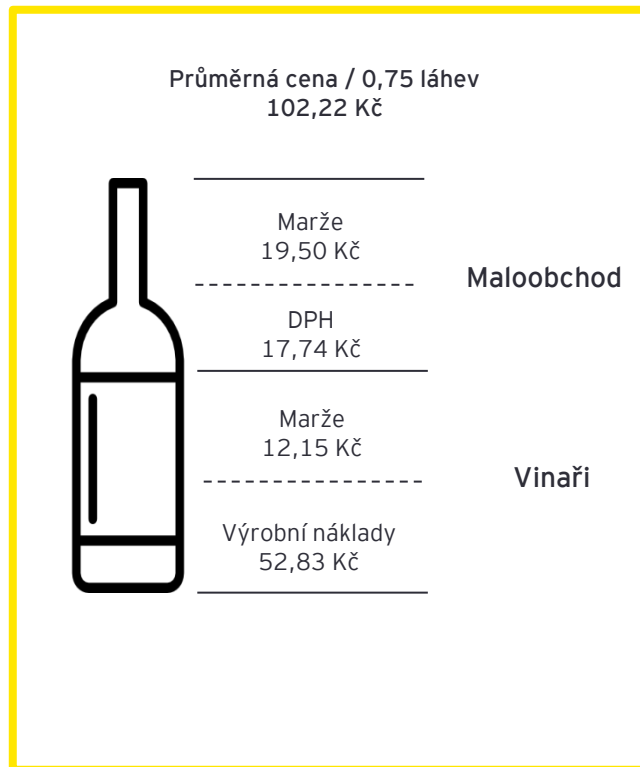 Průměrná cena / 0,75 láhev
102,22 Kč
Marže
19,50 Kč
Maloobchod
DPH
17,74 Kč
Marže
12,15 Kč
Vinaři
Výrobní náklady
52,83 Kč